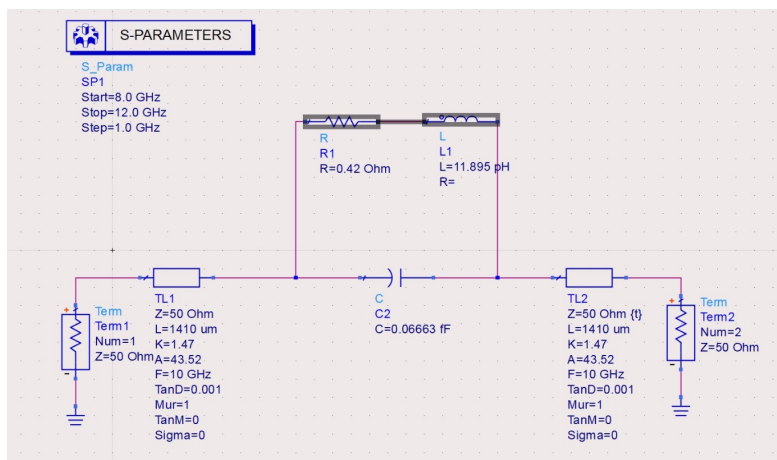 S-PARAMETERS
S_Param
SP1
Start=8.0 GHz
Stop=12.0 GHz
Step=1.0 GHz
R
R1
R=0.42 Ohm
L
L1
L=11.895 pH
R=
+
Term
Term1
Num=1
Z=50 Ohm
-
TL1
Z=50 Ohm
L=1410 um
K=1.47
A=43.52
F=10 GHz
TanD=0.001
Mur=1
TanM=0
Sigma=0
C
C2
C=0.06663 fF
TL2
Z=50 Ohm {t}
L=1410 um
K=1.47
A=43.52
F=10 GHz
TanD=0.001
Mur=1
TanM=0
Sigma=0
+
Term
Term2
Num=2
Z=50 Ohm
-